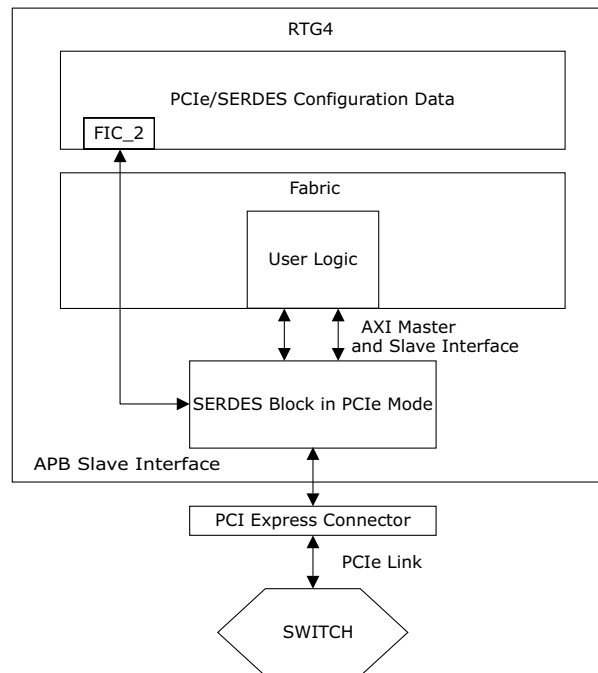 RTG4
PCIe/SERDES Configuration Data
FIC_2
Fabric
User Logic
AXI Master
and Slave Interface
SERDES Block in PCIe Mode
APB Slave Interface
PCI Express Connector
PCIe Link
SWITCH